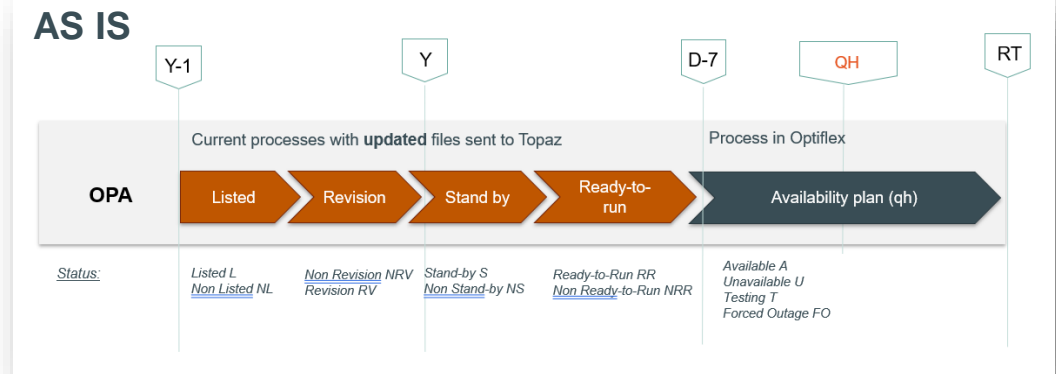 AS IS
Y-1
Y
D-7
QH
RT
Current processes with updated files sent to Topaz
Process in Optiflex
OPA
Listed
Revision
Stand by
Ready-to-
run
Availability plan (qh)
Status:
Listed L
Non Listed NL
Non Revision NRV
Revision RV
Stand-by S
Non Stand-by NS
Ready-to-Run RR
Non Ready-to-Run NRR
Available A
Unavailable U
Testing T
Forced Outage FO